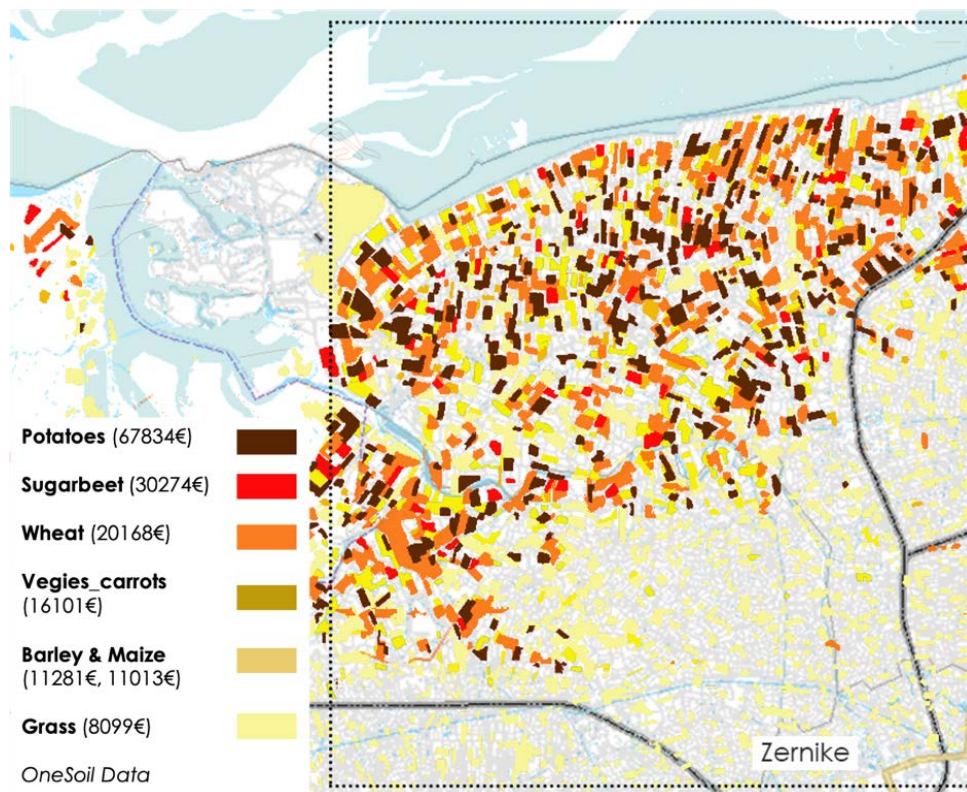 Potatoes (67834€)
Sugarbeet (30274€)
Wheat (20168€)
Vegies_carrots
(16101€)
Barley & Maize
(11281€, 11013€)
Grass (8099€)
OneSoil Data
Zernike